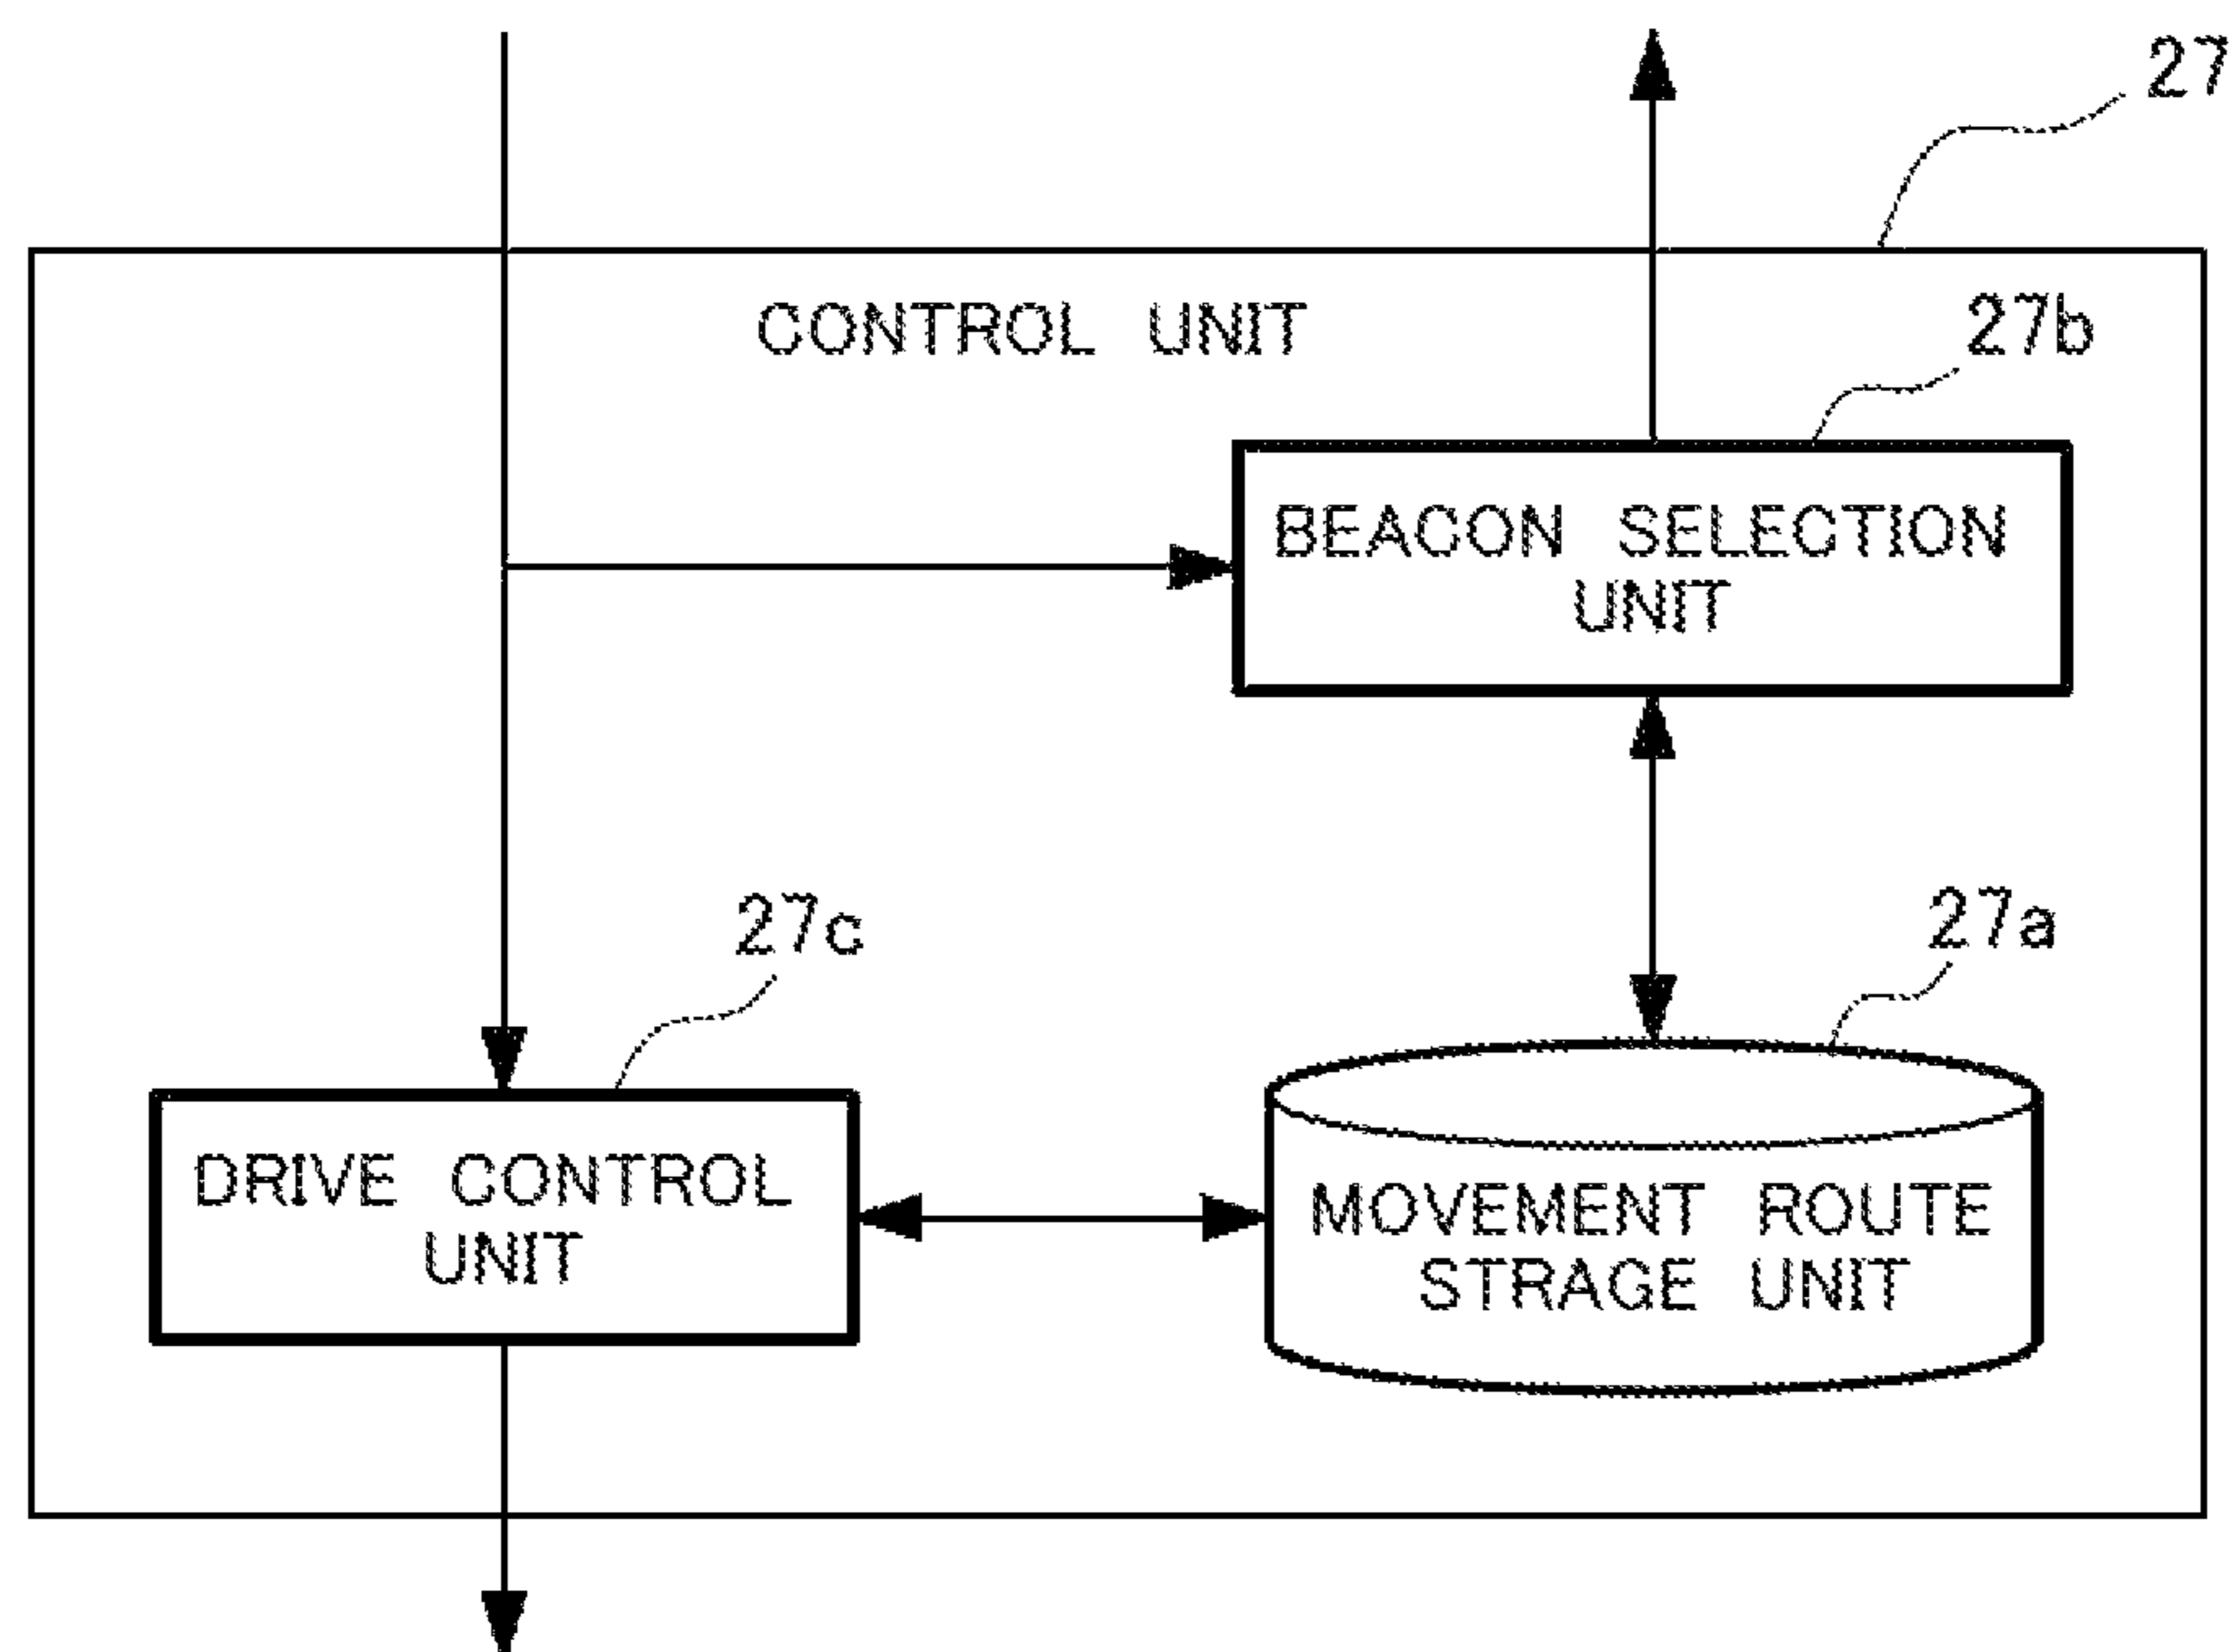 27
CONTROL UNIT
27b
BEACON SELECTION
UNIT
27c
27a
DRIVE CONTROL
UNIT
MOVEMENT ROUTE
STRAGE UNIT